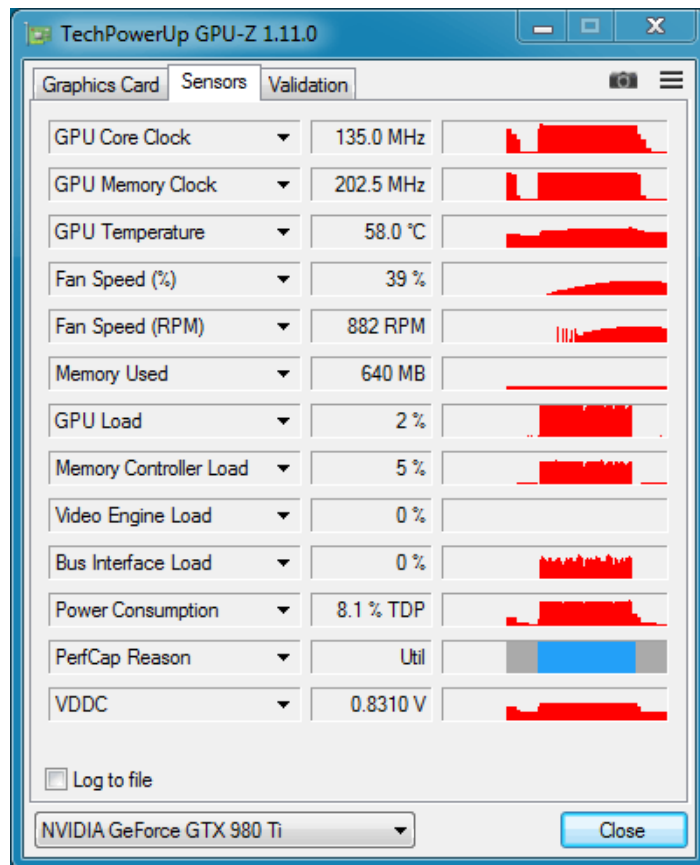 TechPowerUp GPU-Z 1.11.0
Graphics Card Sensors Validation
GPU Core Clock 135.0 MHz
GPU Memory Clock 202.5 MHz
GPU Temperature 58.0 °C
Fan Speed (%) 39 %
Fan Speed (RPM) 882 RPM
Memory Used 640 MB
GPU Load 2 %
Memory Controller Load 5 %
Video Engine Load 0 %
Bus Interface Load 0 %
Power Consumption 8.1 % TDP
PerfCap Reason Util
VDDC 0.8310 V
Log to file
NVIDIA GeForce GTX 980 Ti Close